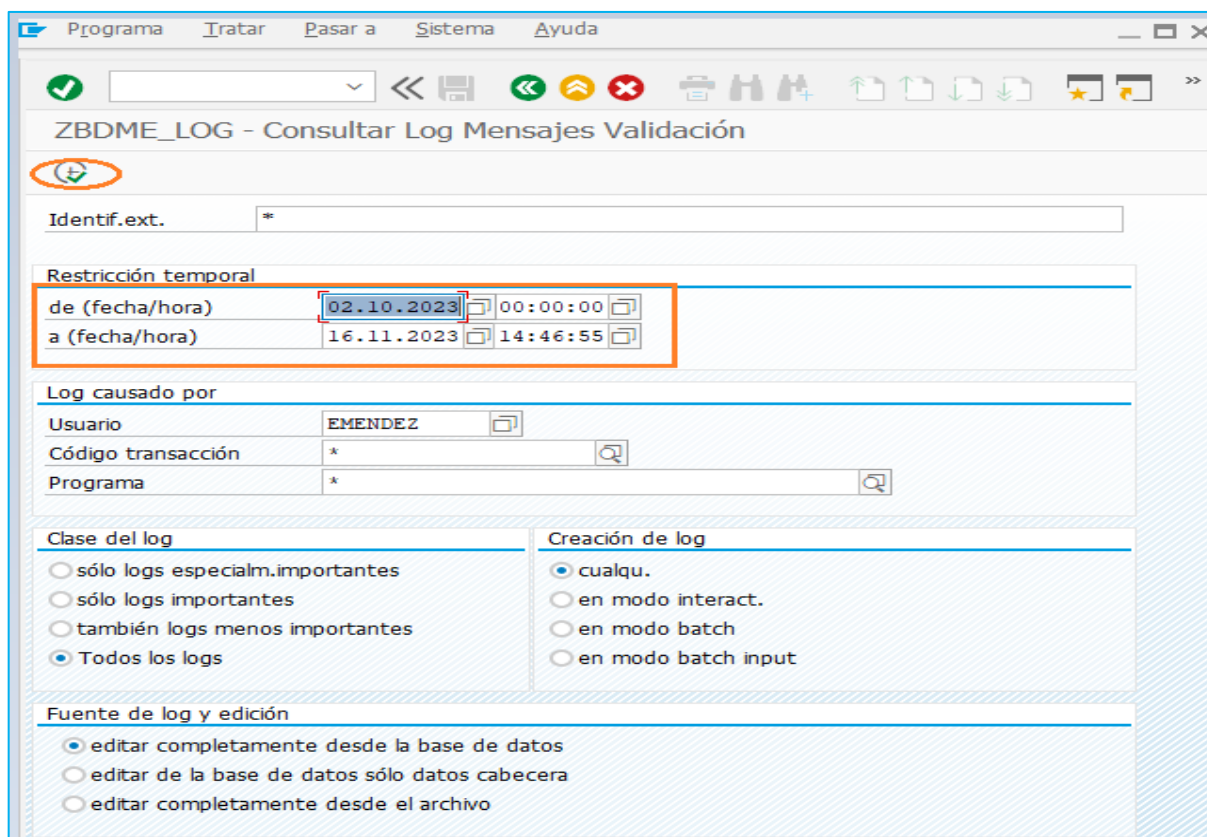 Programa Tratar Pasar a Sistema Ayuda
ZBDME_LOG - Consultar Log Mensajes Validación
Identif.ext. *
Restricción temporal
de (fecha/hora) 02.10.2023 00:00:00
a (fecha/hora) 16.11.2023 14:46:55
Log causado por
Usuario EMENDEZ
Código transacción *
Programa *
Clase del log
sólo logs especialm.importantes
sólo logs importantes
también logs menos importantes
Todos los logs
Creación de log
cualqu.
en modo interact.
en modo batch
en modo batch input
Fuente de log y edición
editar completamente desde la base de datos
editar de la base de datos sólo datos cabecera
editar completamente desde el archivo